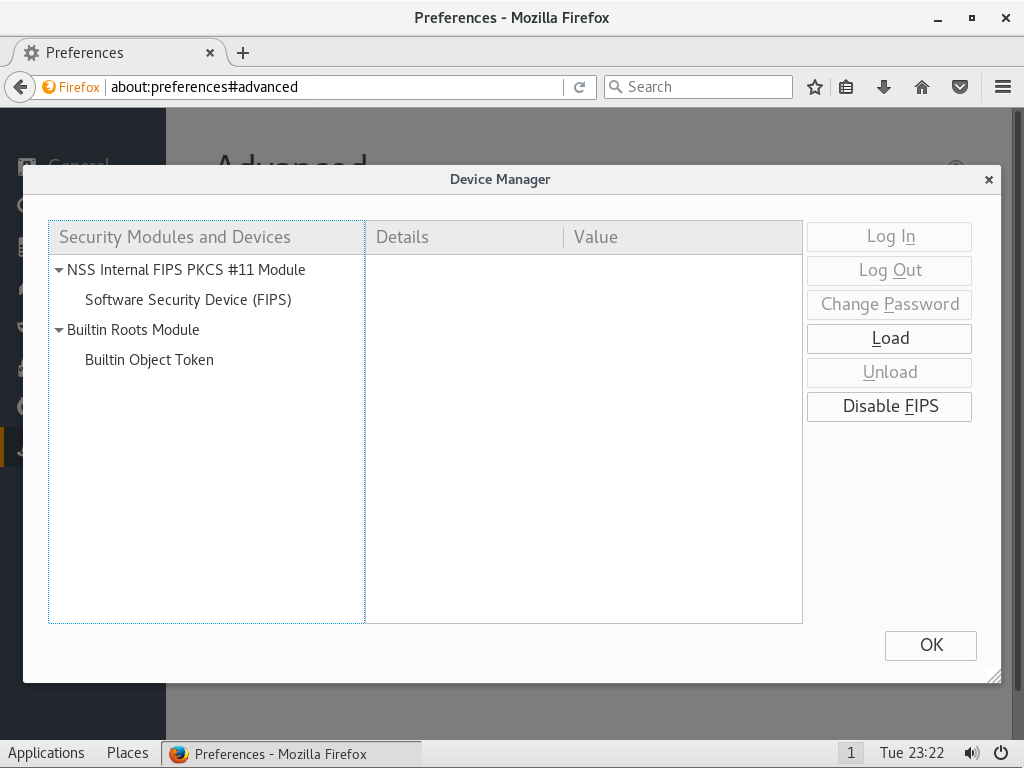 Preferences - Mozilla Firefox
Preferences
Firefox about:preferences#advanced Search
General
Advanced
Device Manager
Security Modules and Devices Details Value
NSS Internal FIPS PKCS #11 Module
Software Security Device (FIPS)
Builtin Roots Module
Builtin Object Token
Log In
Log Out
Change Password
Load
Unload
Disable FIPS
OK
Applications Places Preferences - Mozilla Firefox 1 Tue 23:22